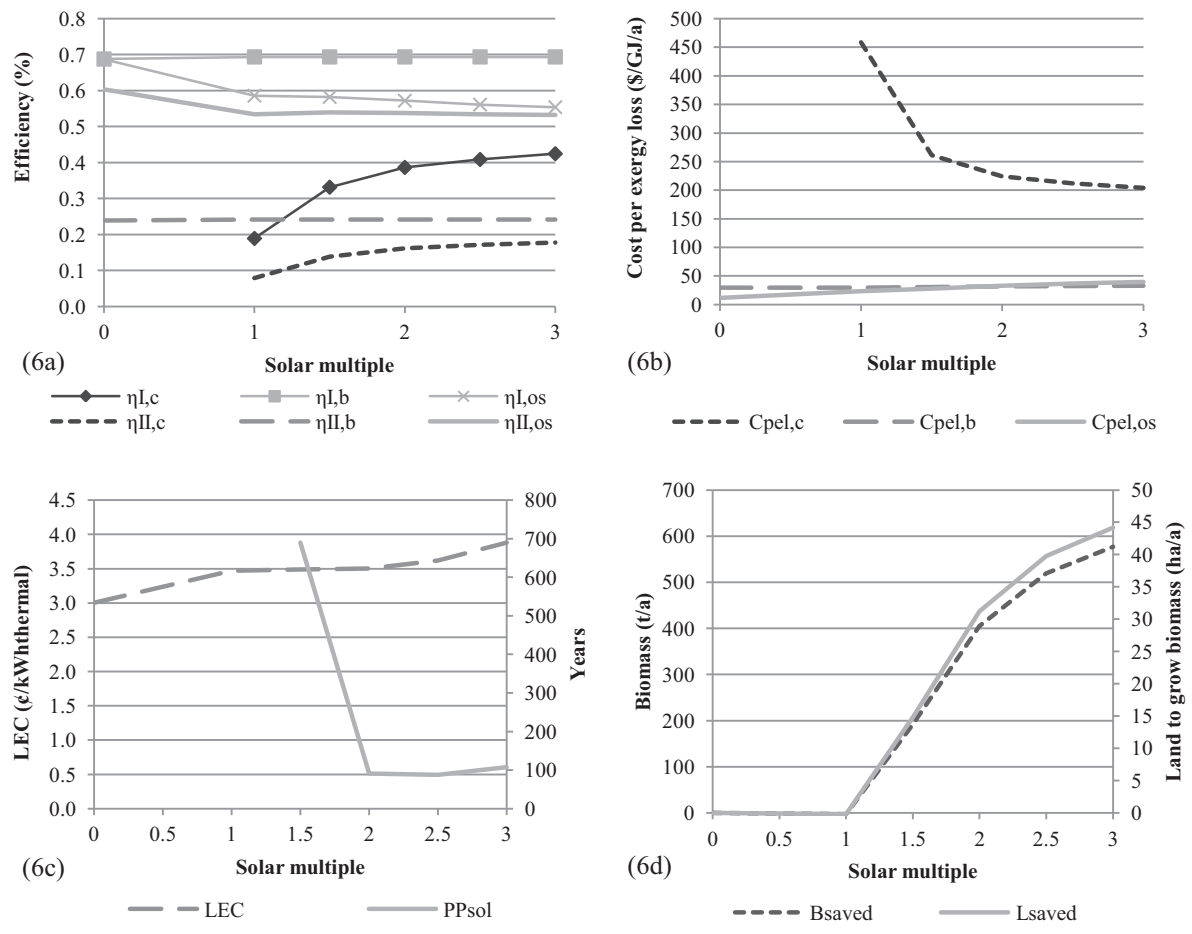 Efficiency (%)
0.8
0.7
0.6
0.5
0.4
0.3
0.2
0.1
0.0
0 1 2 3
Solar multiple
(6a)
ηI,c ηI,b ηI,os
ηII,c ηII,b ηII,os
Cost per exergy loss ($/GJ/a)
500
450
400
350
300
250
200
150
100
50
0
0 1 2 3
Solar multiple
(6b)
Cpel,c Cpel,b Cpel,os
LEC (¢/kWhthermal)
4.5
4.0
3.5
3.0
2.5
2.0
1.5
1.0
0.5
0.0
800
700
600
500
400
300
200
100
0
Years
0 0.5 1 1.5 2 2.5 3
Solar multiple
(6c)
LEC PPsol
Biomass (t/a)
700
600
500
400
300
200
100
0
50
45
40
35
30
25
20
15
10
5
0
Land to grow biomass (ha/a)
0 0.5 1 1.5 2 2.5 3
Solar multiple
(6d)
Bsaved Lsaved